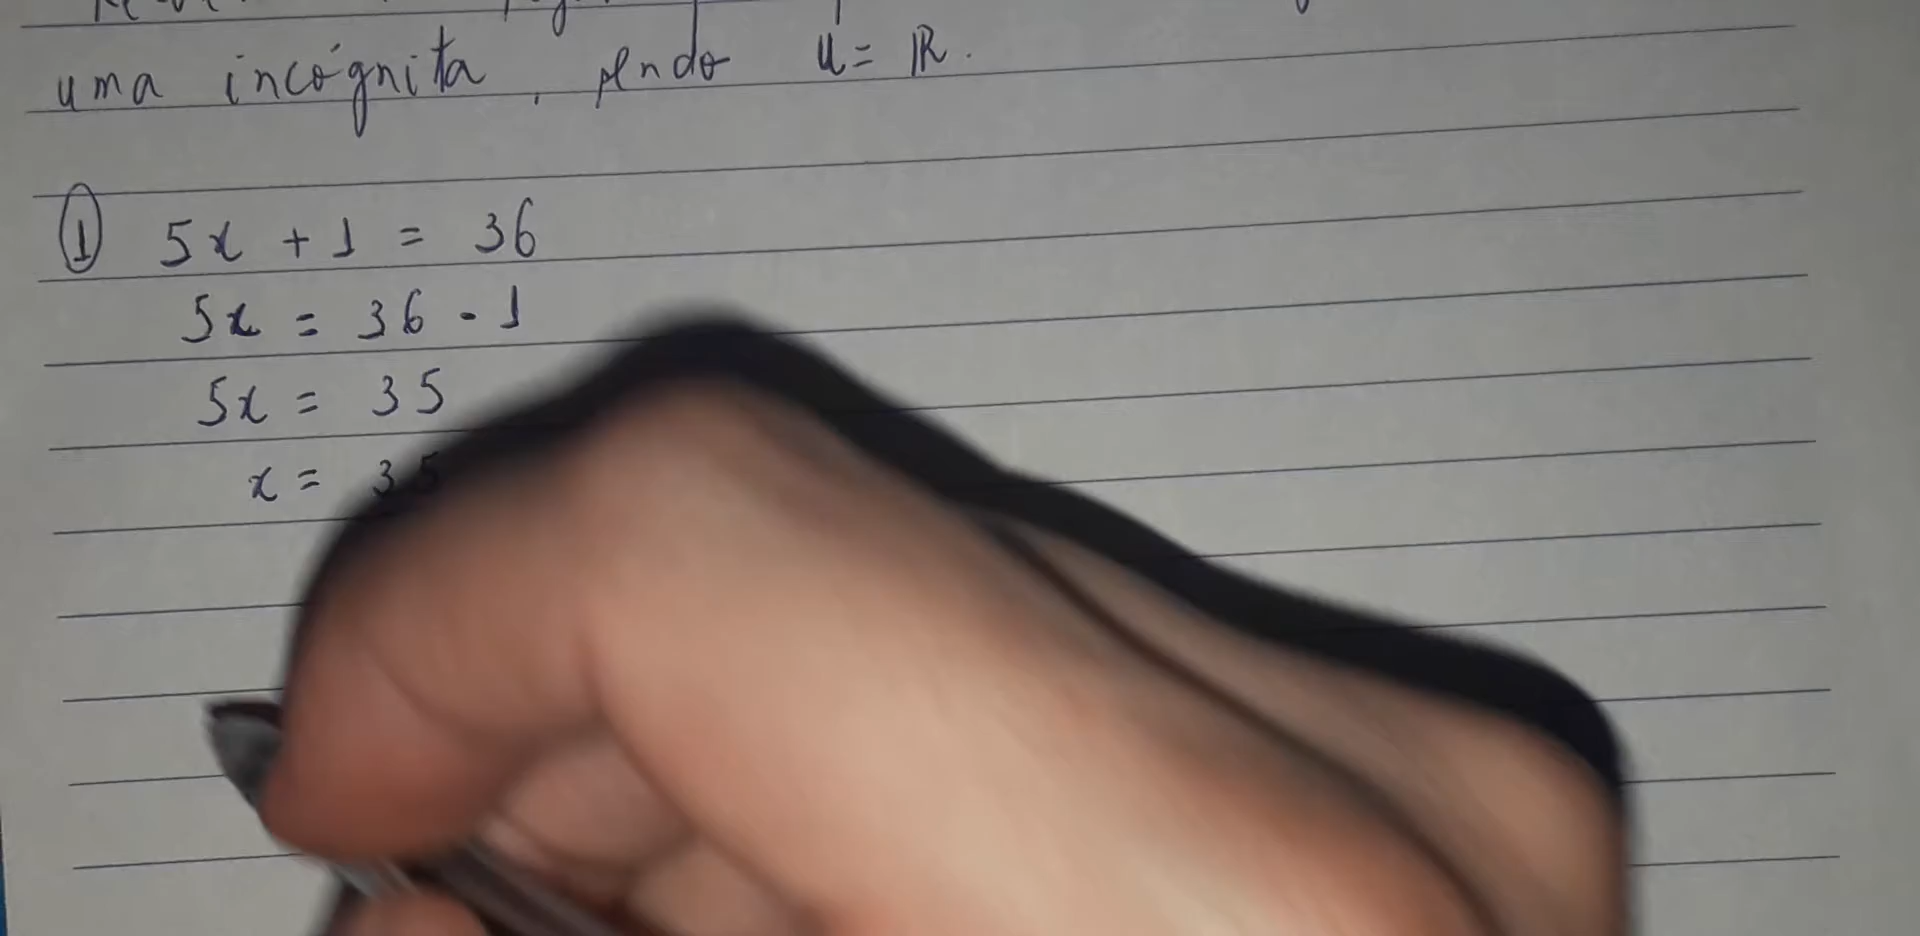 uma incógnita, sendo U = ℝ.
① 5x + 1 = 36
5x = 36 - 1
5x = 35
x = 35